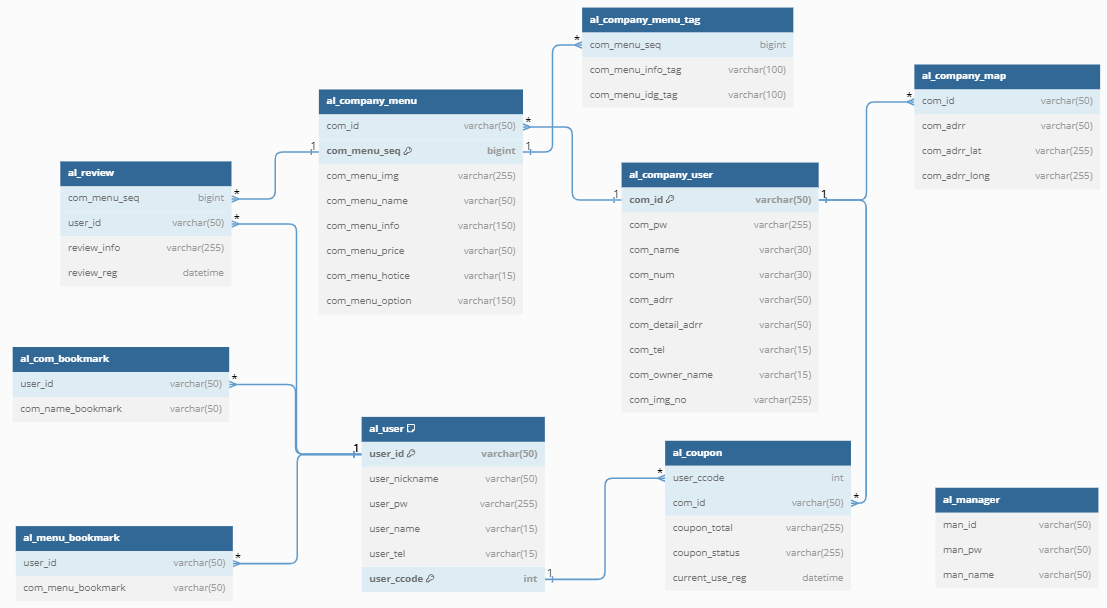 al_company_menu_tag
com_menu_seq bigint
com_menu_info_tag varchar(100)
com_menu_idg_tag varchar(100)
al_company_map
com_id varchar(50)
com_adrr varchar(50)
com_adrr_lat varchar(255)
com_adrr_long varchar(255)
al_company_menu
com_id varchar(50)
com_menu_seq bigint
com_menu_img varchar(255)
com_menu_name varchar(50)
com_menu_info varchar(150)
com_menu_price varchar(50)
com_menu_hotice varchar(15)
com_menu_option varchar(150)
al_review
com_menu_seq bigint
user_id varchar(50)
review_info varchar(255)
review_reg datetime
al_company_user
com_id varchar(50)
com_pw varchar(255)
com_name varchar(30)
com_num varchar(30)
com_adrr varchar(50)
com_detail_adrr varchar(50)
com_tel varchar(15)
com_owner_name varchar(15)
com_img_no varchar(255)
al_com_bookmark
user_id varchar(50)
com_name_bookmark varchar(50)
al_user
user_id varchar(50)
user_nickname varchar(50)
user_pw varchar(255)
user_name varchar(15)
user_tel varchar(15)
user_ccode int
al_coupon
user_ccode int
com_id varchar(50)
coupon_total varchar(255)
coupon_status varchar(255)
current_use_reg datetime
al_manager
man_id varchar(50)
man_pw varchar(50)
man_name varchar(50)
al_menu_bookmark
user_id varchar(50)
com_menu_bookmark varchar(50)
*
*
*
1
1
*
*
1
1
*
1
*
*
1
*
*